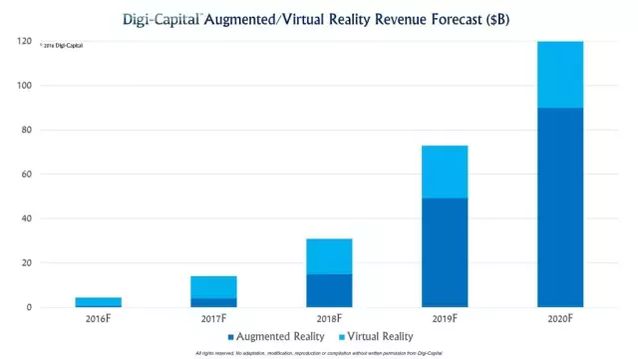 Digi-Capital™ Augmented/Virtual Reality Revenue Forecast ($B)
120
© 2016 Digi-Capital
100
80
60
40
20
0
2016F 2017F 2018F 2019F 2020F
Augmented Reality Virtual Reality
All rights reserved. No adaptation, modification, reproduction or compilation without written permission from Digi-Capital